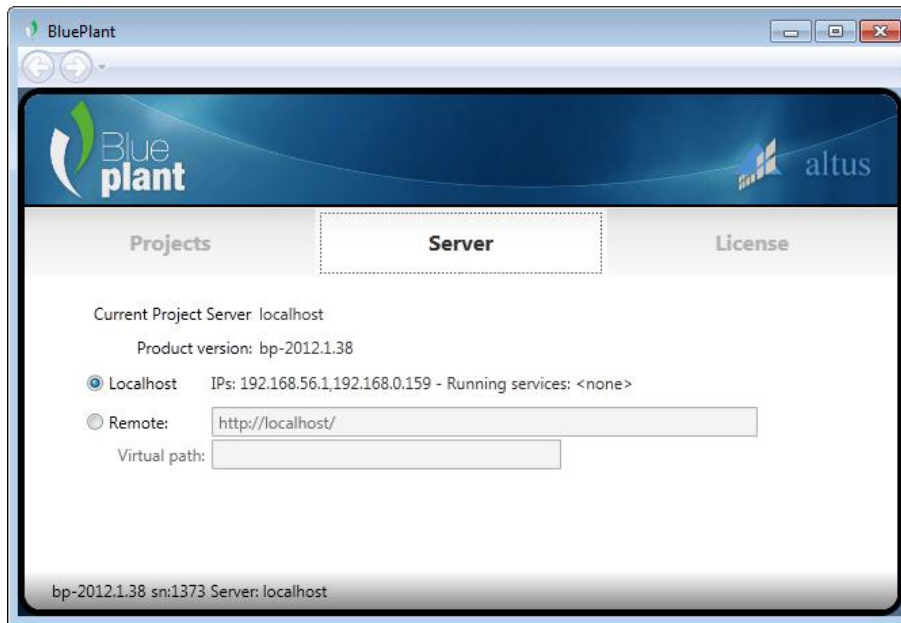 BluePlant
Blue
plant
altus
Projects
Server
License
Current Project Server localhost
Product version: bp-2012.1.38
Localhost IPs: 192.168.56.1,192.168.0.159 - Running services: <none>
Remote: http://localhost/
Virtual path:
bp-2012.1.38 sn:1373 Server: localhost